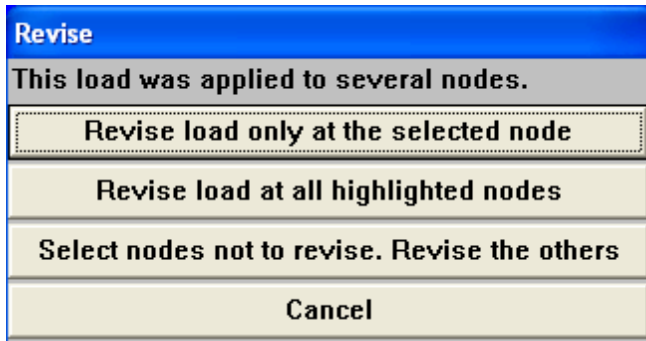 Revise
This load was applied to several nodes.
Revise load only at the selected node
Revise load at all highlighted nodes
Select nodes not to revise. Revise the others
Cancel